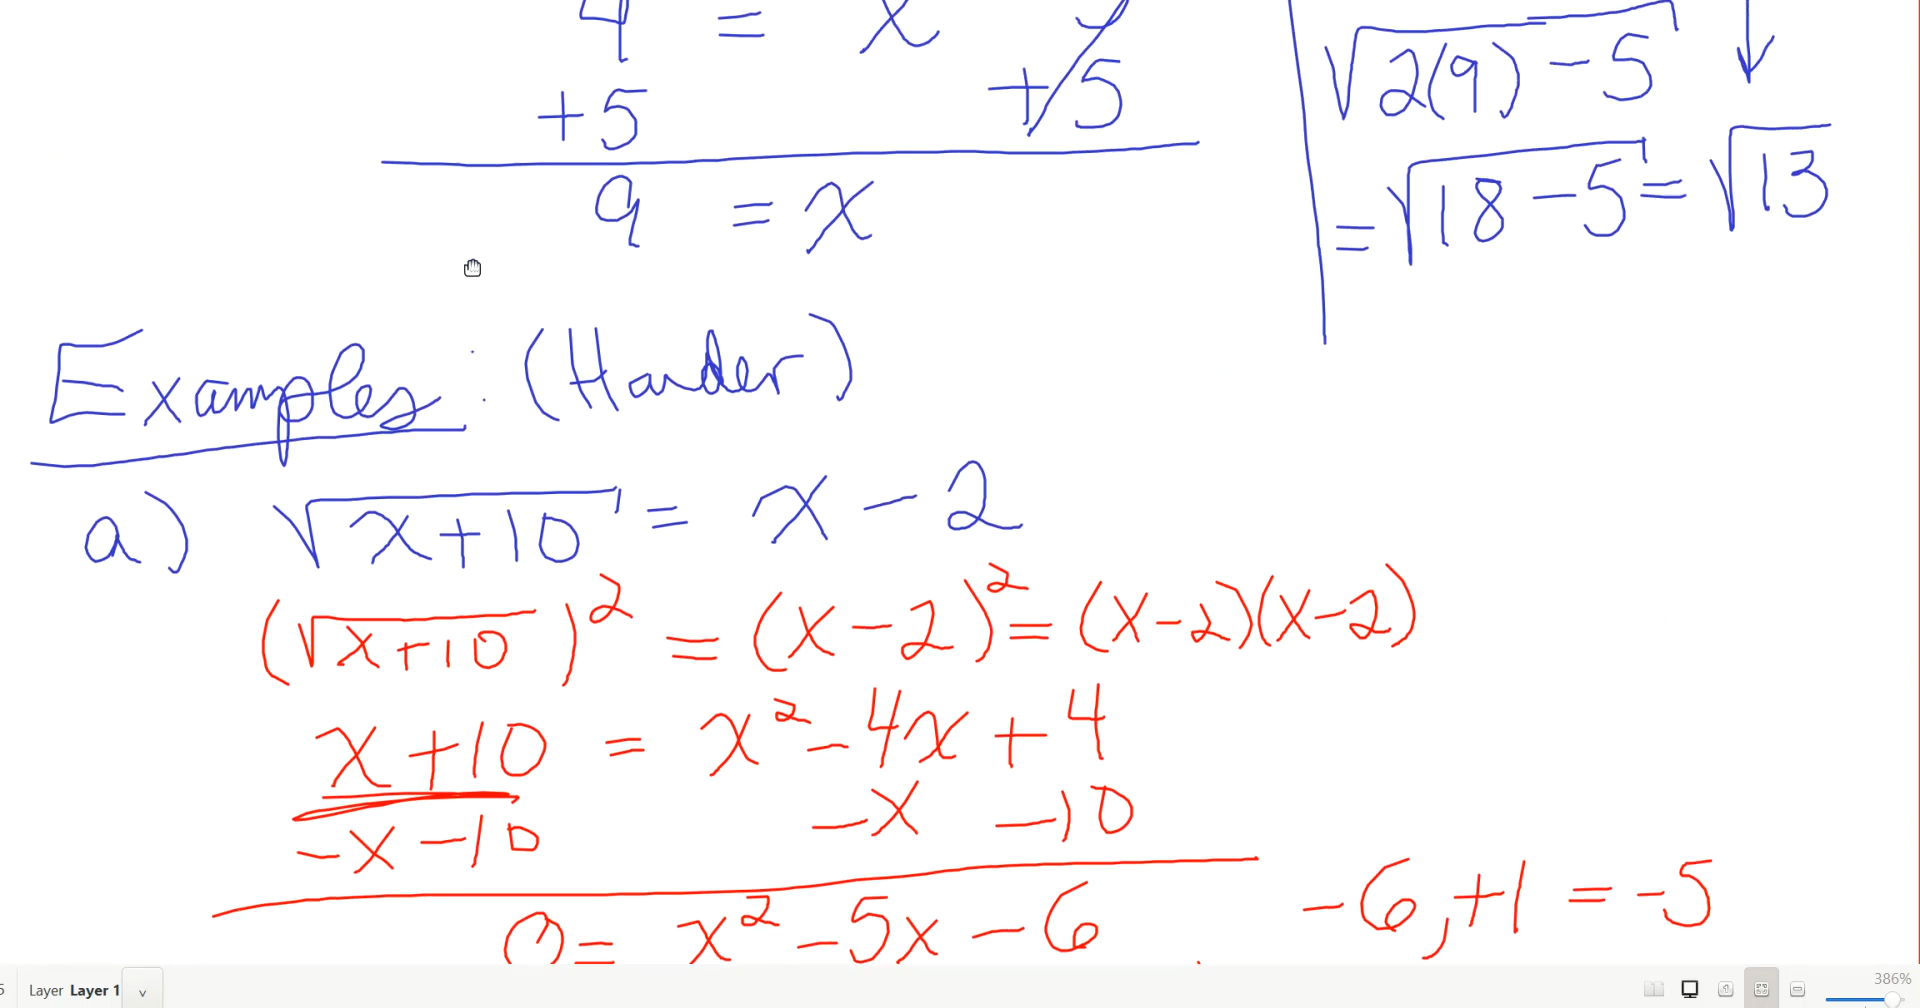 4 = x
+5 +5
9 = x
√2(9) - 5
= √18 - 5 = √13
Examples: (Harder)
a) √x+10 = x - 2
(√x+10)² = (x-2)² = (x-2)(x-2)
x+10 = x² - 4x + 4
-x-10 -x -10
0 = x² - 5x - 6
-6, +1 = -5
Layer Layer 1
386%